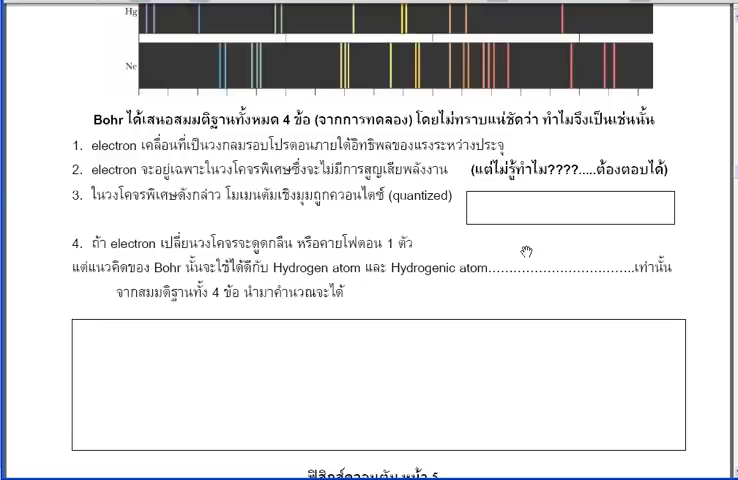 Hg
Ne
Bohr ได้เสนอสมมติฐานทั้งหมด 4 ข้อ (จากการทดลอง) โดยไม่ทราบแน่ชัดว่า ทำไมจึงเป็นเช่นนั้น
1. electron เคลื่อนที่เป็นวงกลมรอบโปรตอนภายใต้อิทธิพลของแรงระหว่างประจุ
2. electron จะอยู่เฉพาะในวงโคจรพิเศษซึ่งจะไม่มีการสูญเสียพลังงาน (แต่ไม่รู้ทำไม????.....ต้องตอบได้)
3. ในวงโคจรพิเศษดังกล่าว โมเมนตัมเชิงมุมถูกควอนไตซ์ (quantized)
4. ถ้า electron เปลี่ยนวงโคจรจะดูดกลืน หรือคายโฟตอน 1 ตัว
แต่แนวคิดของ Bohr นั้นจะใช้ได้ดีกับ Hydrogen atom และ Hydrogenic atom..................................เท่านั้น
จากสมมติฐานทั้ง 4 ข้อ นำมาคำนวณจะได้
ฟิสิกส์ควอนตัม หน้า 5